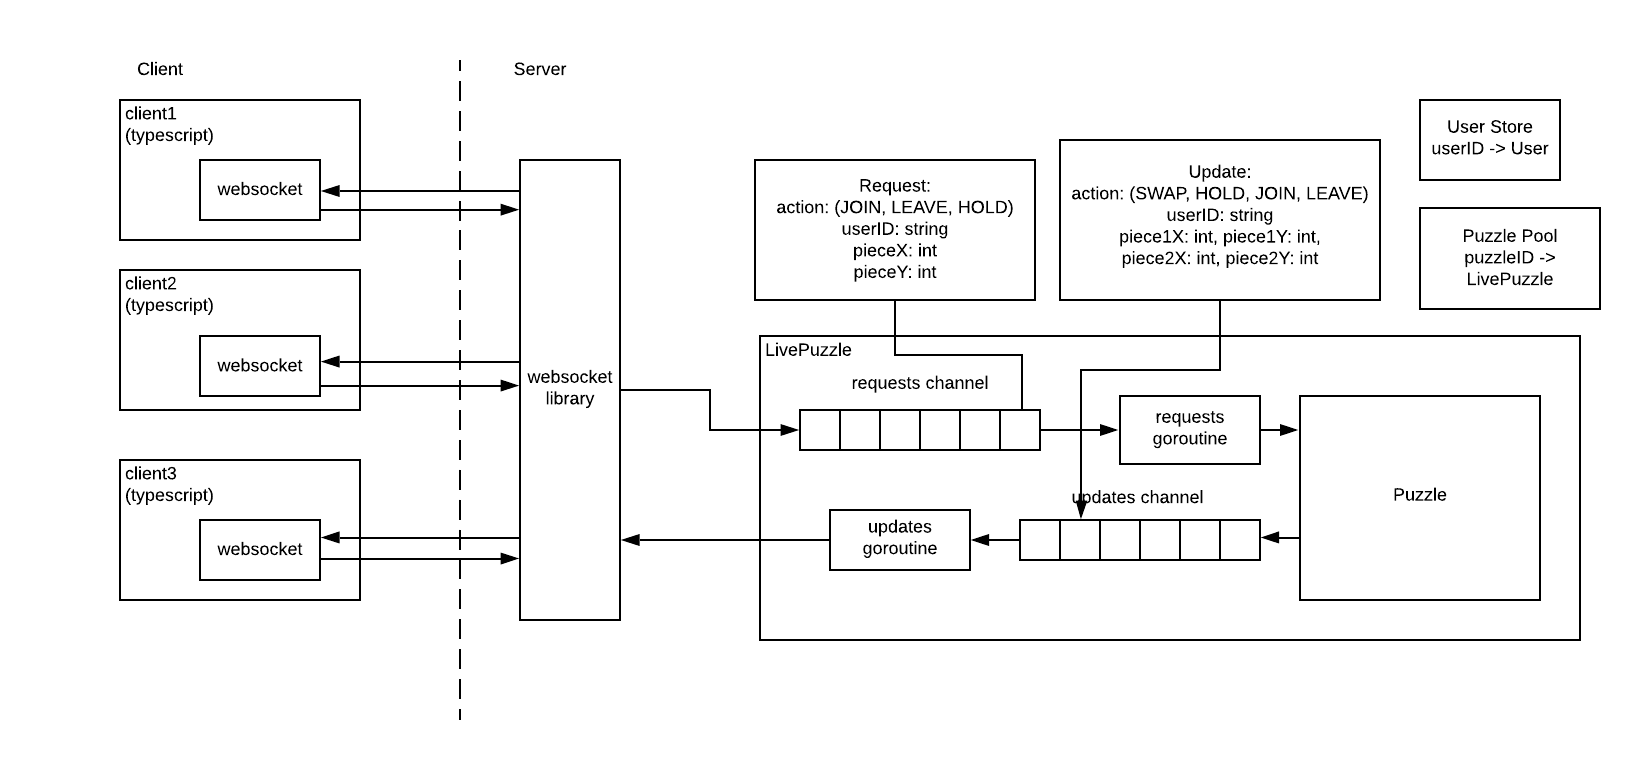 Client
Server
client1
(typescript)
websocket
client2
(typescript)
websocket
client3
(typescript)
websocket
websocket
library
Request:
action: (JOIN, LEAVE, HOLD)
userID: string
pieceX: int
pieceY: int
Update:
action: (SWAP, HOLD, JOIN, LEAVE)
userID: string
piece1X: int, piece1Y: int,
piece2X: int, piece2Y: int
User Store
userID -> User
Puzzle Pool
puzzleID ->
LivePuzzle
LivePuzzle
requests channel
requests
goroutine
updates channel
updates
goroutine
Puzzle